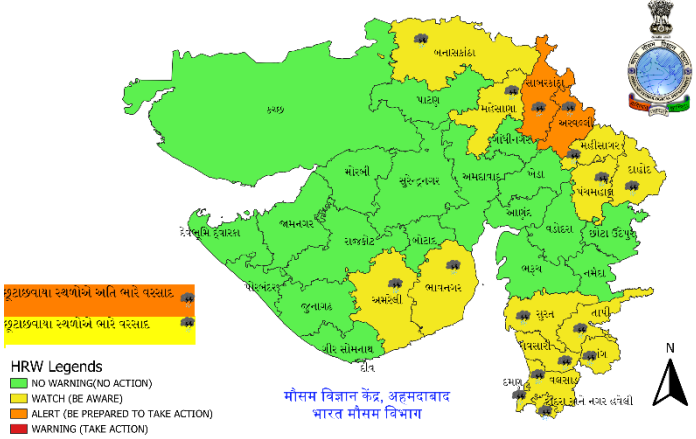 બનાસકાંઠા
સાબરકાંઠા
કચ્છ
પાટણ
મહેસાણા
અરવલ્લી
ગાંધીનગર
મહીસાગર
મોરબી
સુરેન્દ્રનગર
અમદાવાદ
ખેડા
પંચમહાલ
દાહોદ
જામનગર
આણંદ
દેવભૂમિ દ્વારકા
રાજકોટ
બોટાદ
વડોદરા
છોટા ઉદેપુર
પોરબંદર
જુનાગઢ
અમરેલી
ભાવનગર
ભરૂચ
નર્મદા
ગીર સોમનાથ
દીવ
સુરત
તાપી
નવસારી
ડાંગ
દમણ
વલસાડ
દાદરા અને નગર હવેલી
છૂટાછવાયા સ્થળોએ અતિ ભારે વરસાદ
છૂટાછવાયા સ્થળોએ ભારે વરસાદ
HRW Legends
NO WARNING(NO ACTION)
WATCH (BE AWARE)
ALERT (BE PREPARED TO TAKE ACTION)
WARNING (TAKE ACTION)
मौसम विज्ञान केंद्र, अहमदाबाद
भारत मौसम विभाग
N